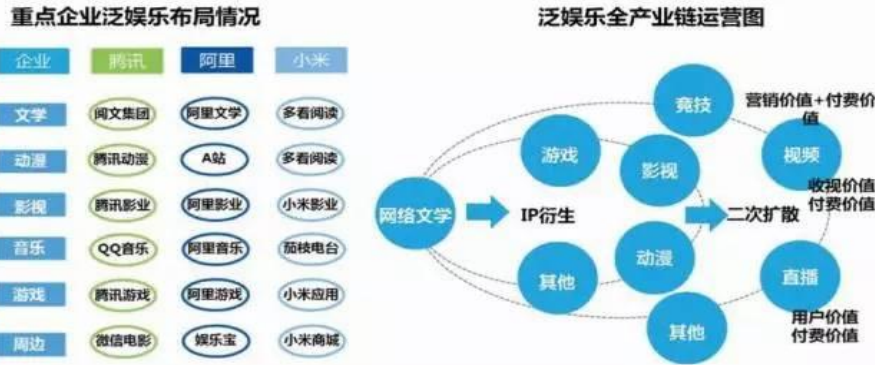 重点企业泛娱乐布局情况
企业 腾讯 阿里 小米
文学 阅文集团 阿里文学 多看阅读
动漫 腾讯动漫 A站 多看阅读
影视 腾讯影业 阿里影业 小米影业
音乐 QQ音乐 阿里音乐 茄枝电台
游戏 腾讯游戏 阿里游戏 小米应用
周边 微信电影 娱乐宝 小米商城
泛娱乐全产业链运营图
竞技
营销价值+付费价
值
游戏
影视
视频
收视价值
付费价值
网络文学
IP衍生
二次扩散
动漫
其他
直播
其他
用户价值
付费价值